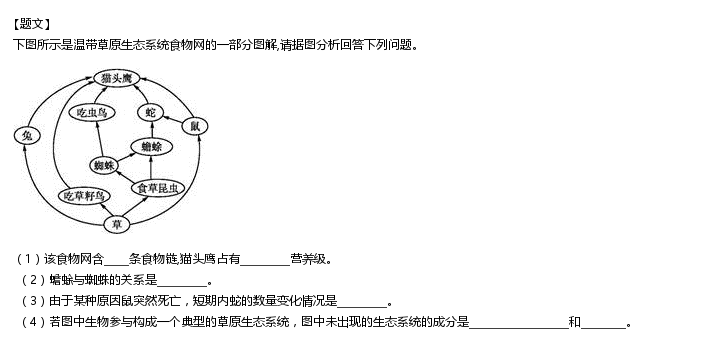 【题文】
下图所示是温带草原生态系统食物网的一部分图解,请据图分析回答下列问题。
猫头鹰
吃虫鸟
蛇
兔
鼠
蟾蜍
蜘蛛
吃草籽鸟
食草昆虫
草
（1）该食物网含____条食物链,猫头鹰占有________营养级。
（2）蟾蜍与蜘蛛的关系是________。
（3）由于某种原因鼠突然死亡，短期内蛇的数量变化情况是________。
（4）若图中生物参与构成一个典型的草原生态系统，图中未出现的生态系统的成分是________________和________。